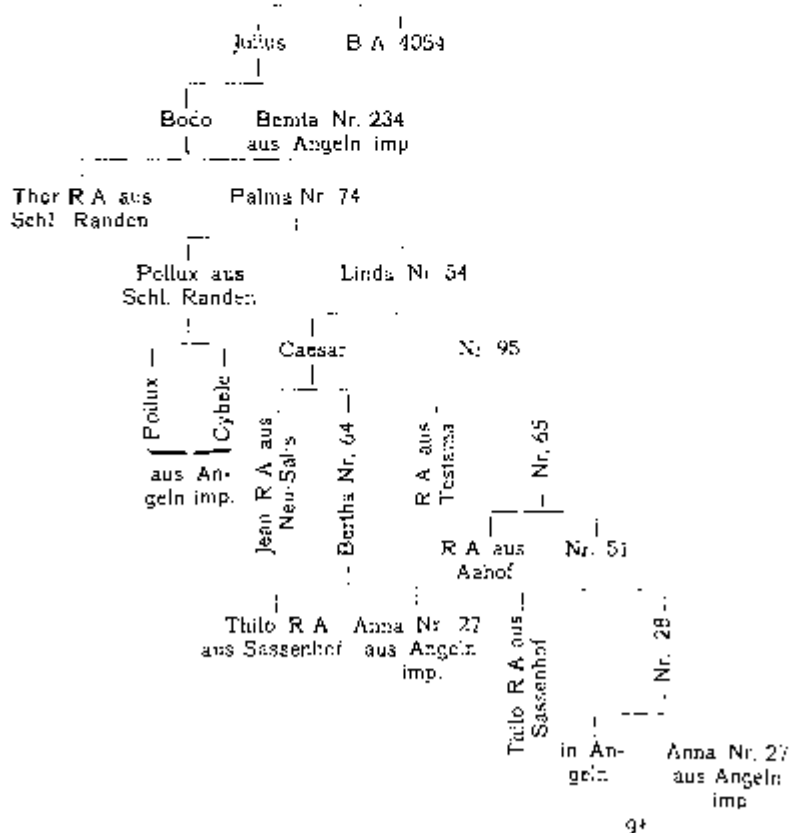 Julius B A 4054
Bodo Benita Nr. 234
aus Angeln imp
Thor R A aus Palma Nr 74
Schl Randen
Pollux aus Linda Nr 54
Schl. Randen
Caesar Nr 95
Pollux
Cybele
aus An-
geln imp.
Jean R A aus
Neu-Salis
Bertha Nr. 64
R A aus
Testama
Nr. 65
R A aus Nr. 51
Aahof
Thilo R A Anna Nr 27
aus Sassenhof aus Angeln
imp.
Thilo R A aus
Sassenhof
Nr. 28
in An- Anna Nr. 27
geln aus Angeln
imp